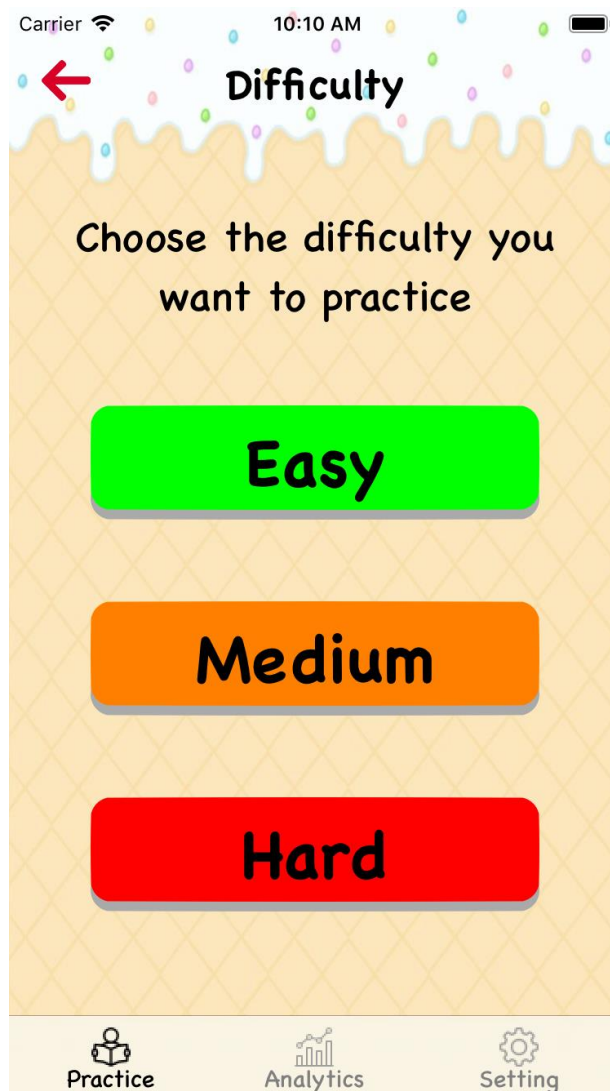 Carrier 10:10 AM
Difficulty
Choose the difficulty you
want to practice
Easy
Medium
Hard
Practice Analytics Setting